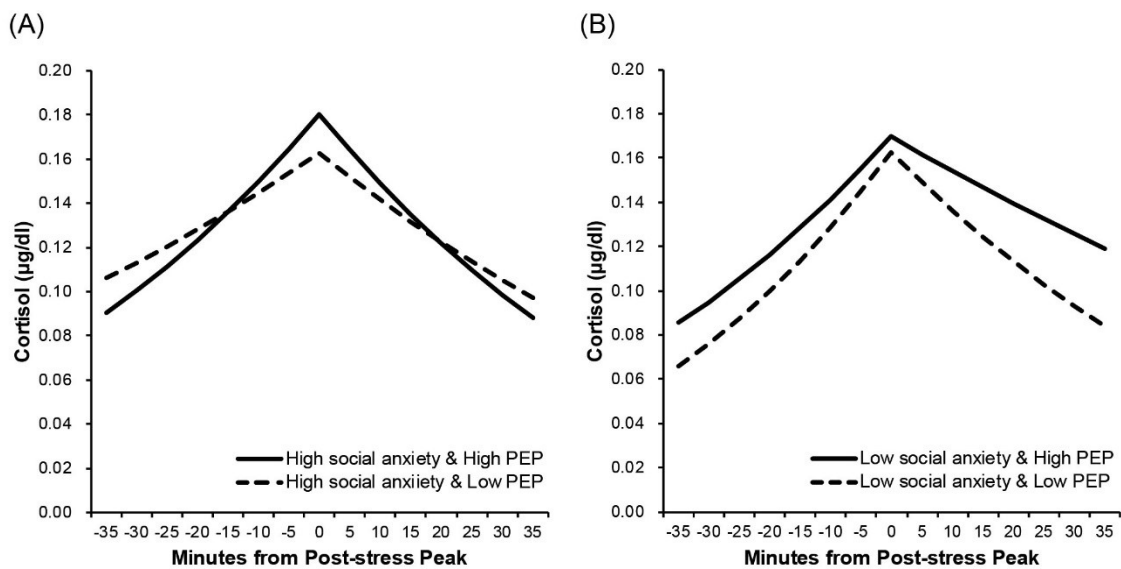 (A)
0.20
0.18
0.16
0.14
0.12
0.10
0.08
0.06
0.04
0.02
0.00
Cortisol (µg/dl)
High social anxiety & High PEP
High social anxiiety & Low PEP
-35 -30 -25 -20 -15 -10 -5 0 5 10 15 20 25 30 35
Minutes from Post-stress Peak
(B)
0.20
0.18
0.16
0.14
0.12
0.10
0.08
0.06
0.04
0.02
0.00
Cortisol (µg/dl)
Low social anxiety & High PEP
Low social anxiety & Low PEP
-35 -30 -25 -20 -15 -10 -5 0 5 10 15 20 25 30 35
Minutes from Post-stress Peak